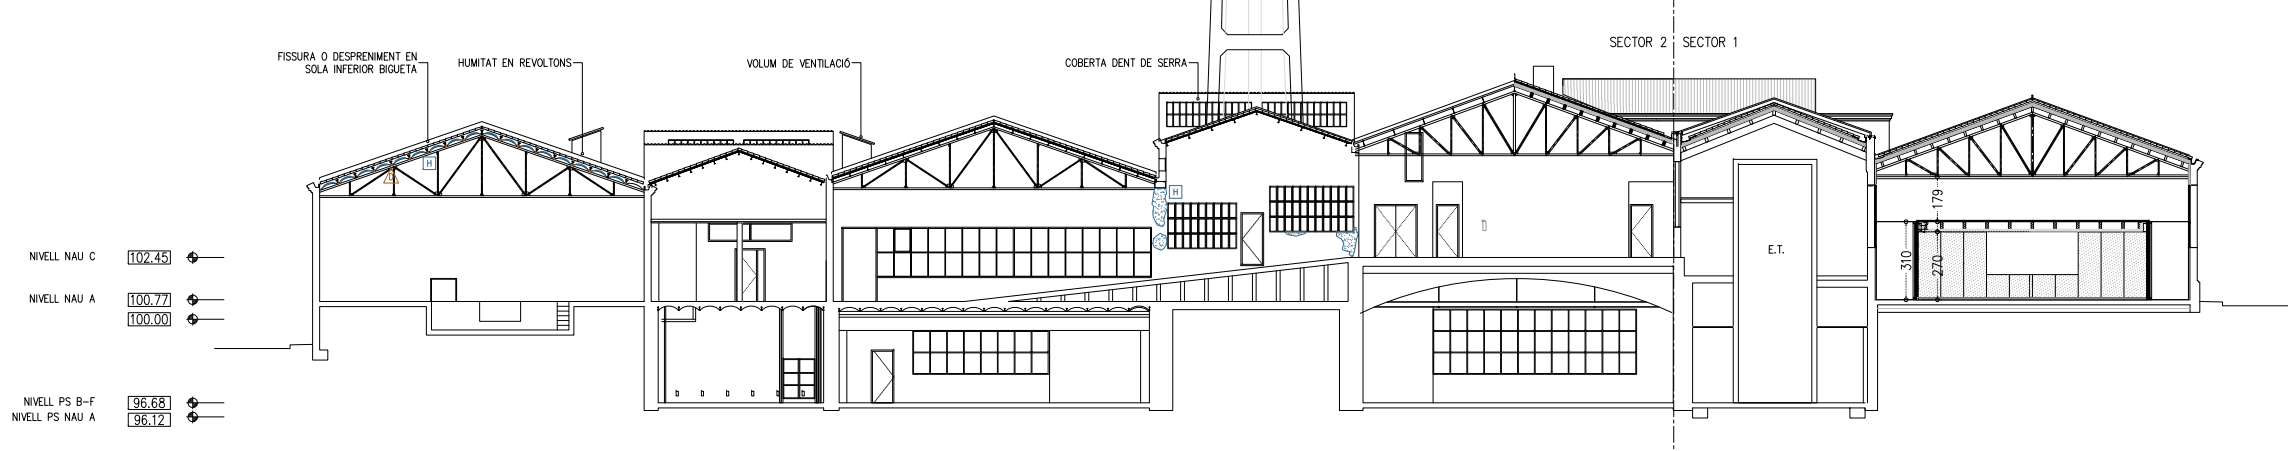 SECTOR 2 SECTOR 1
FISSURA O DESPRENIMENT EN
SOLA INFERIOR BIGUETA
HUMITAT EN REVOLTONS
VOLUM DE VENTILACIÓ
COBERTA DENT DE SERRA
H
H
179
310
270
E.T.
NIVELL NAU C 102.45
NIVELL NAU A 100.77
100.00
NIVELL PS B-F 96.68
NIVELL PS NAU A 96.12